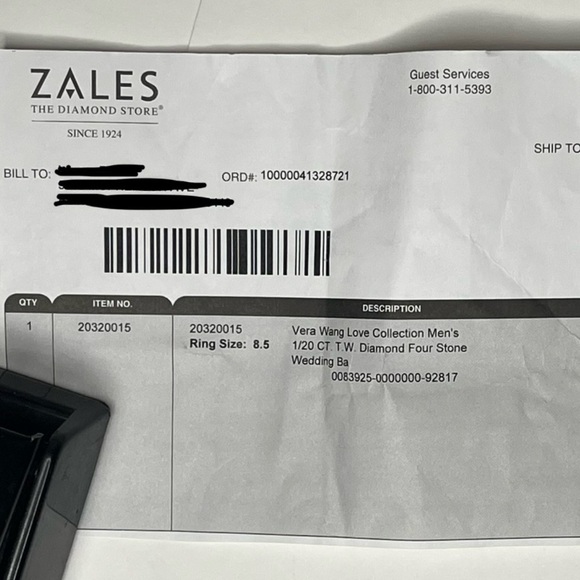 ZALES
THE DIAMOND STORE®
SINCE 1924
Guest Services
1-800-311-5393
SHIP TO
BILL TO:
ORD#: 10000041328721
QTY ITEM NO. DESCRIPTION
1 20320015 20320015 Vera Wang Love Collection Men's
Ring Size: 8.5 1/20 CT. T.W. Diamond Four Stone
Wedding Ba
0083925-0000000-92817